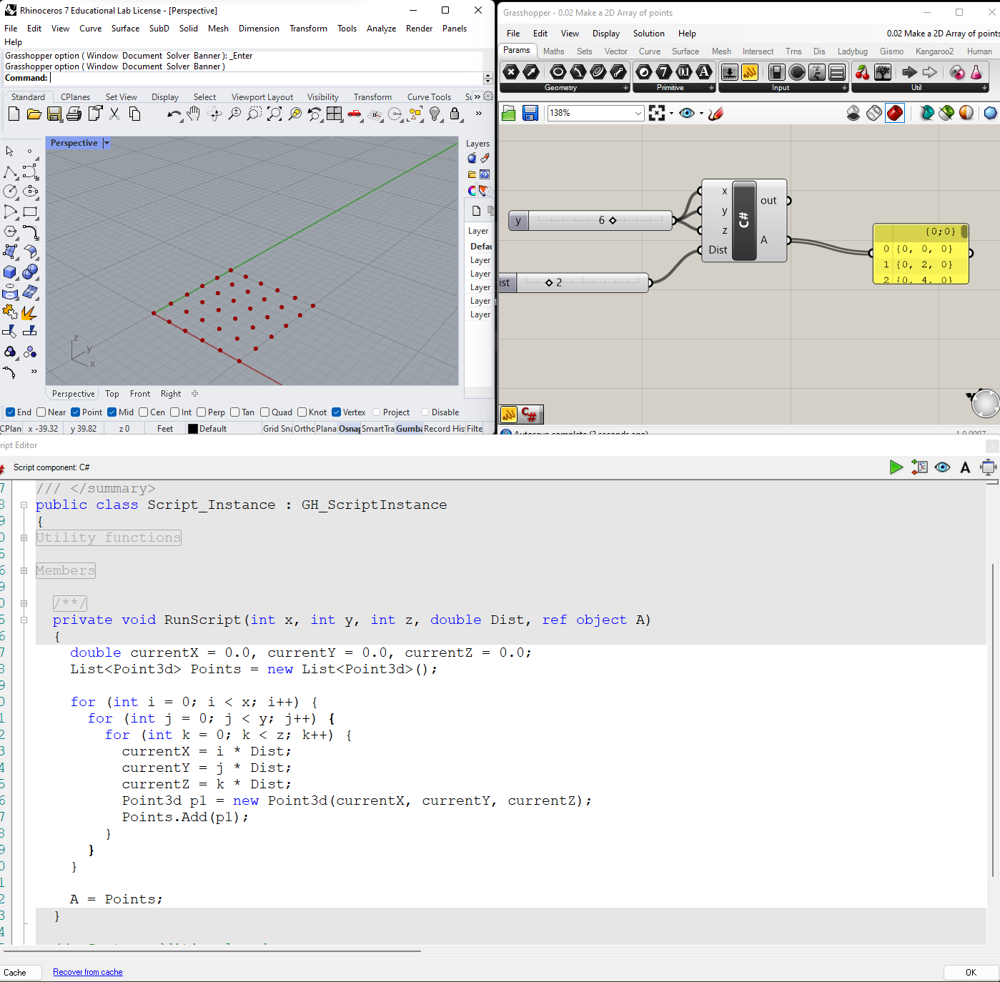 Rhinoceros 7 Educational Lab License - [Perspective]
File Edit View Curve Surface SubD Solid Mesh Dimension Transform Tools Analyze Render Panels
Help
Grasshopper option ( Window Document Solver Banner ): _Enter
Grasshopper option ( Window Document Solver Banner )
Command:
Standard CPlanes Set View Display Select Viewport Layout Visibility Transform Curve Tools
Perspective
Layers
Layer
Defau
Layer
Layer
Layer
Layer
Layer
z
y
x
Perspective Top Front Right
End Near Point Mid Cen Int Perp Tan Quad Knot Vertex Project Disable
CPlan x -39.32 y 39.82 z 0 Feet Default Grid Sna Ortho Plana Osnap SmartTra Gumba Record His Filte
Grasshopper - 0.02 Make a 2D Array of points
File Edit View Display Solution Help 0.02 Make a 2D Array of points
Params Maths Sets Vector Curve Surface Mesh Intersect Trns Dis Ladybug Gismo Kangaroo2 Human
Geometry Primitive Input Util
138%
x
y
z
Dist
C#
out
A
y 6
ist 2
{0;0}
0 {0, 0, 0}
1 {0, 2, 0}
2 {0, 4, 0}
Autosave complete (2 seconds ago)
1.0.0007
ript Editor
Script component: C#
/// </summary>
public class Script_Instance : GH_ScriptInstance
{
Utility functions
Members
/**/
private void RunScript(int x, int y, int z, double Dist, ref object A)
{
double currentX = 0.0, currentY = 0.0, currentZ = 0.0;
List<Point3d> Points = new List<Point3d>();
for (int i = 0; i < x; i++) {
for (int j = 0; j < y; j++) {
for (int k = 0; k < z; k++) {
currentX = i * Dist;
currentY = j * Dist;
currentZ = k * Dist;
Point3d p1 = new Point3d(currentX, currentY, currentZ);
Points.Add(p1);
}
}
}
A = Points;
}
Cache Recover from cache OK